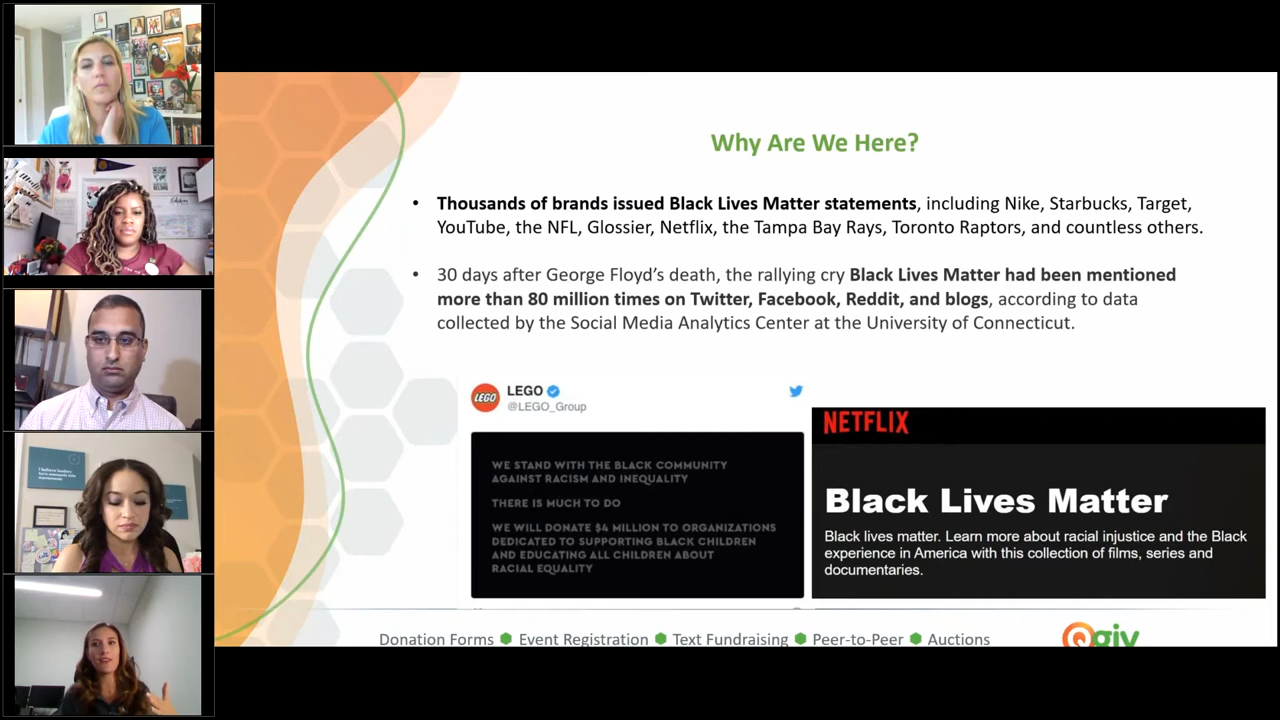 Why Are We Here?
• Thousands of brands issued Black Lives Matter statements, including Nike, Starbucks, Target,
YouTube, the NFL, Glossier, Netflix, the Tampa Bay Rays, Toronto Raptors, and countless others.
• 30 days after George Floyd's death, the rallying cry Black Lives Matter had been mentioned
more than 80 million times on Twitter, Facebook, Reddit, and blogs, according to data
collected by the Social Media Analytics Center at the University of Connecticut.
LEGO
LEGO
@LEGO_Group
WE STAND WITH THE BLACK COMMUNITY
AGAINST RACISM AND INEQUALITY
THERE IS MUCH TO DO
WE WILL DONATE $4 MILLION TO ORGANIZATIONS
DEDICATED TO SUPPORTING BLACK CHILDREN
AND EDUCATING ALL CHILDREN ABOUT
RACIAL EQUALITY
NETFLIX
Black Lives Matter
Black lives matter. Learn more about racial injustice and the Black
experience in America with this collection of films, series and
documentaries.
Donation Forms Event Registration Text Fundraising Peer-to-Peer Auctions
Qgiv